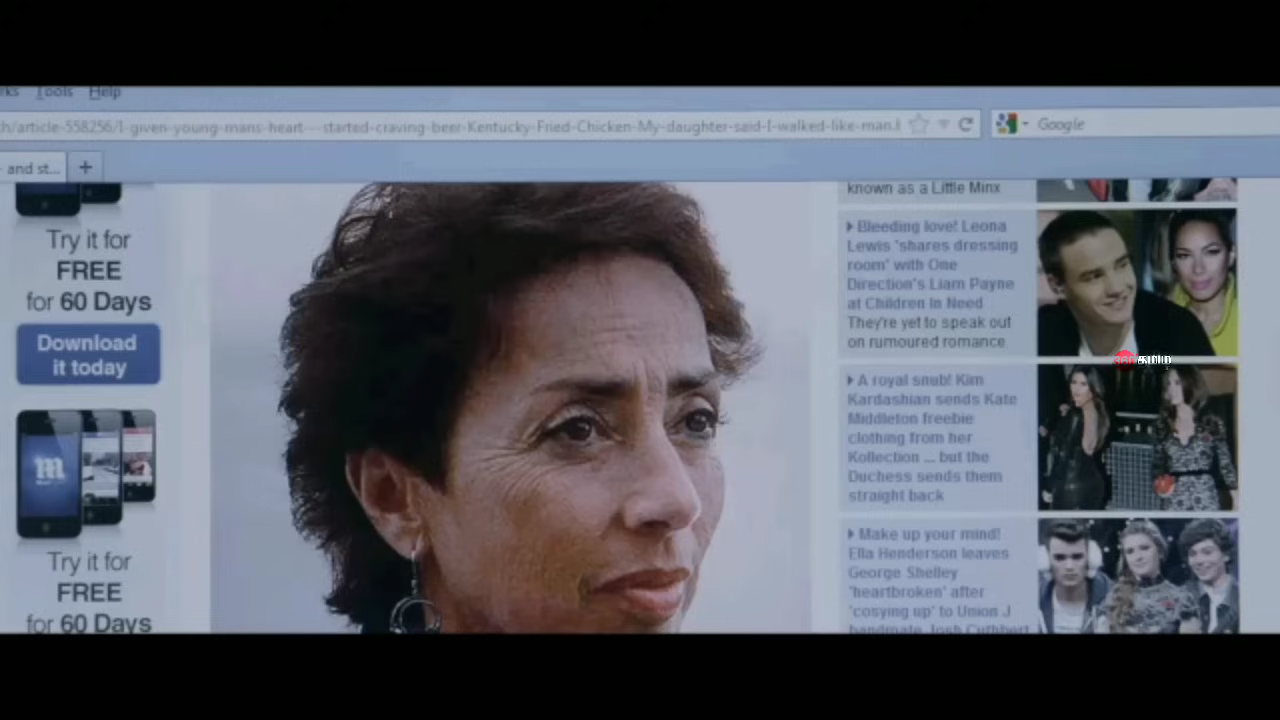 Tools Help
h/article-558256/I-given-young-mans-heart---started-craving-beer-Kentucky-Fried-Chicken-My-daughter-said-I-walked-like-man.
Google
and st...
Try it for
FREE
for 60 Days
Download
it today
m
Try it for
FREE
for 60 Days
known as a Little Minx
Bleeding love! Leona
Lewis 'shares dressing
room' with One
Direction's Liam Payne
at Children In Need
They're yet to speak out
on rumoured romance
A royal snub! Kim
Kardashian sends Kate
Middleton freebie
clothing from her
Kollection ... but the
Duchess sends them
straight back
Make up your mind!
Ella Henderson leaves
George Shelley
'heartbroken' after
'cosying up' to Union J
bandmate Josh Cuthbert